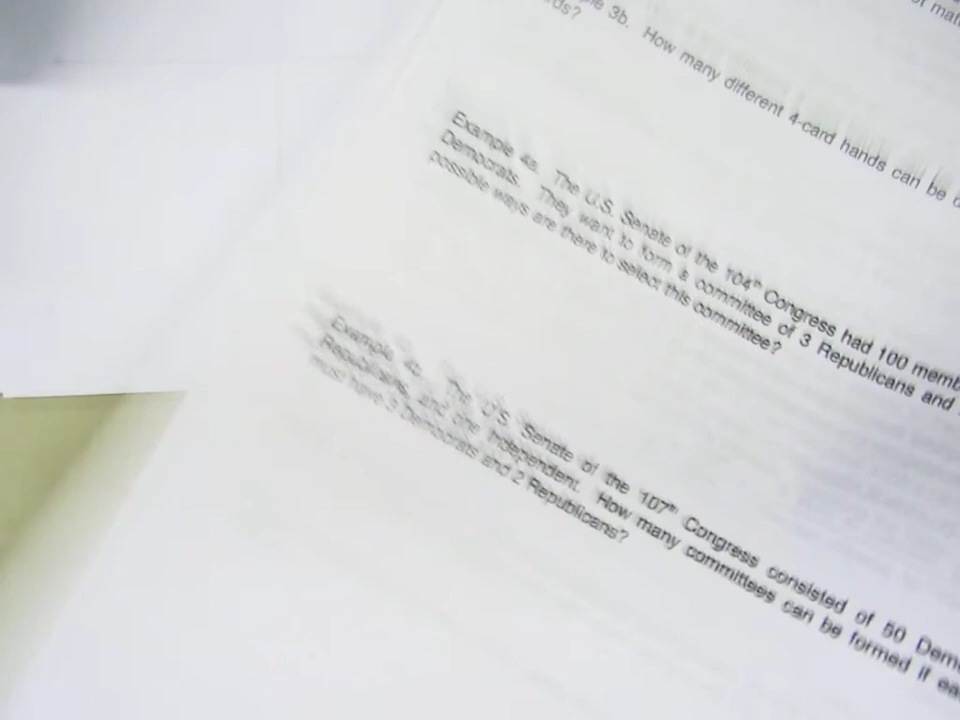 3b. How many different 4-card hands can be
Example 4a. The U.S. Senate of the 104th Congress had 100
Democrats. They want to form a committee of 3 Republicans and
possible ways are there to select this committee?
Example 4b. The U.S. Senate of the 107th Congress consisted of 50
Republicans, and one Independent. How many committees can be formed if
must have 3 Democrats and 2 Republicans?